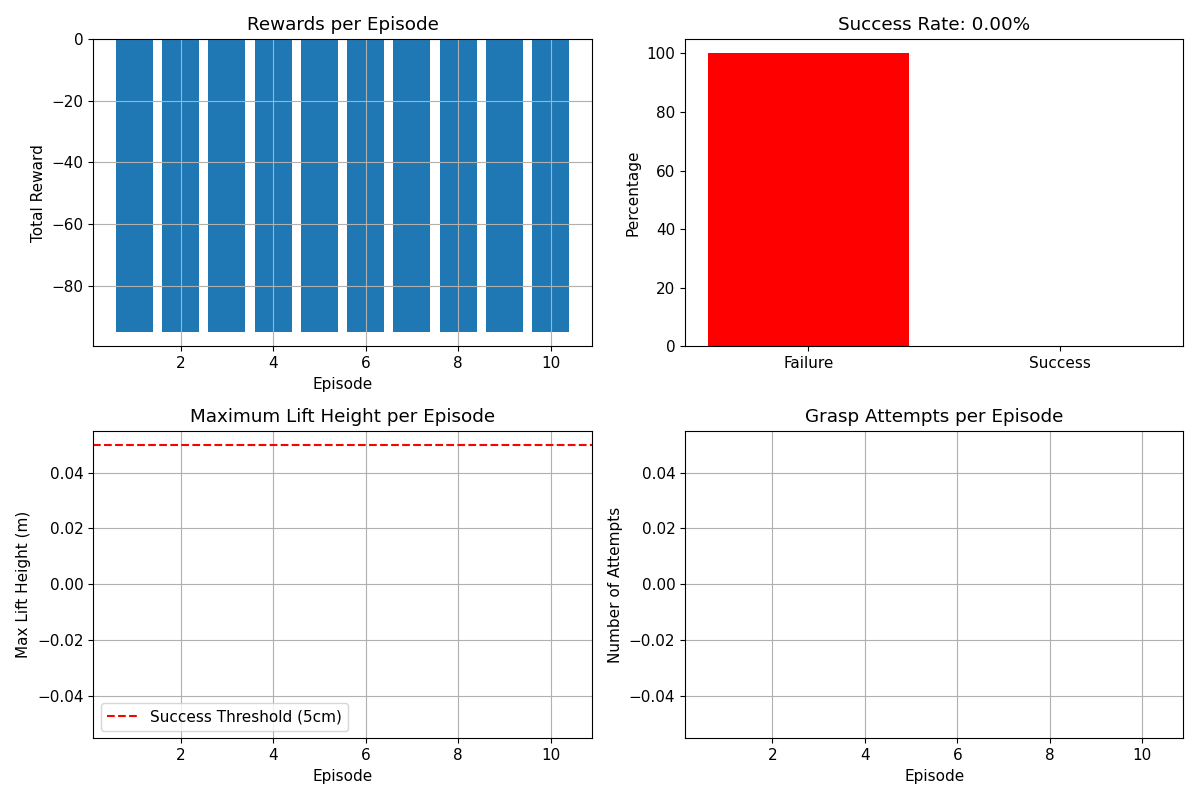 Rewards per Episode
0
−20
−40
−60
−80
Total Reward
2 4 6 8 10
Episode
Success Rate: 0.00%
100
80
60
40
20
0
Percentage
Failure Success
Maximum Lift Height per Episode
0.04
0.02
0.00
−0.02
−0.04
Max Lift Height (m)
Success Threshold (5cm)
2 4 6 8 10
Episode
Grasp Attempts per Episode
0.04
0.02
0.00
−0.02
−0.04
Number of Attempts
2 4 6 8 10
Episode